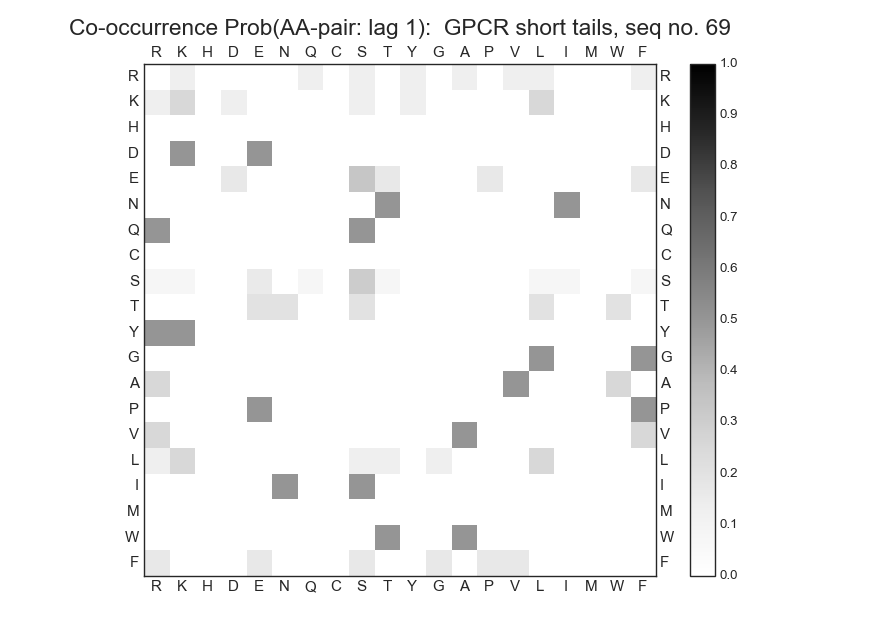 Co-occurrence Prob(AA-pair: lag 1):  GPCR short tails, seq no. 69
R K H D E N Q C S T Y G A P V L I M W F
R R
K K
H H
D D
E E
N N
Q Q
C C
S S
T T
Y Y
G G
A A
P P
V V
L L
I I
M M
W W
F F
R K H D E N Q C S T Y G A P V L I M W F
1.0
0.9
0.8
0.7
0.6
0.5
0.4
0.3
0.2
0.1
0.0